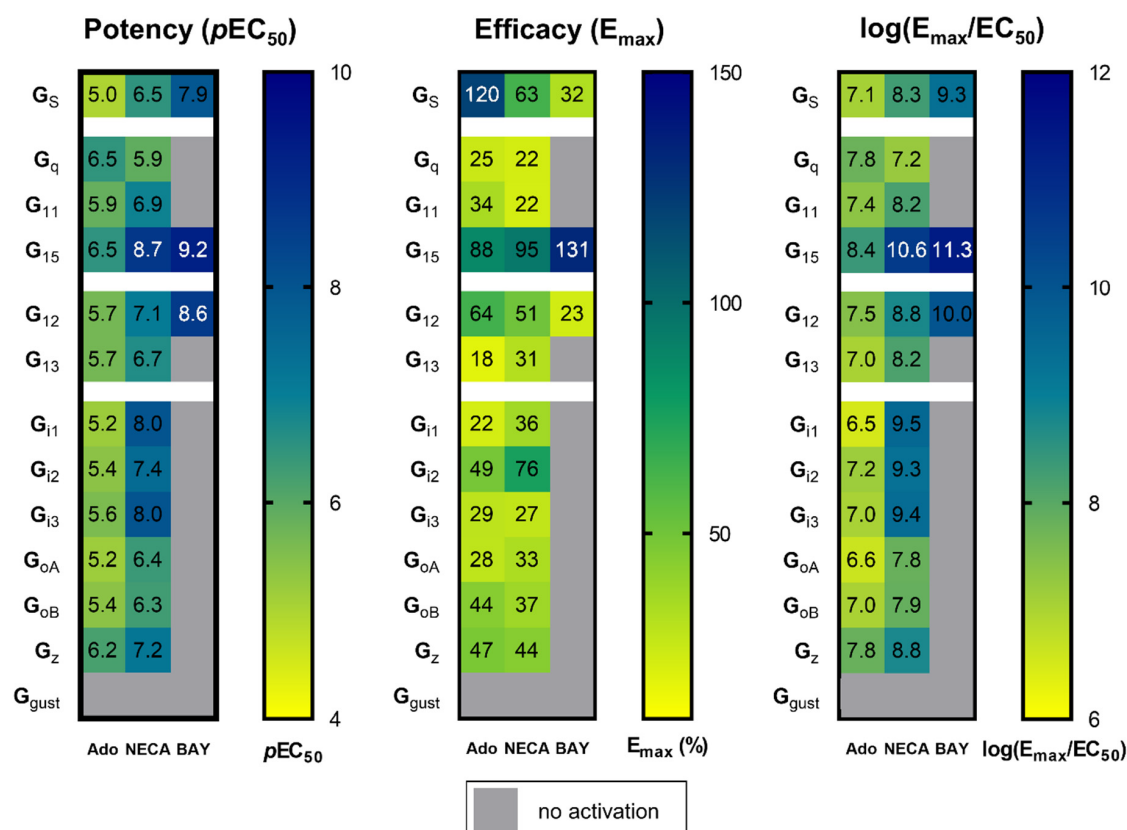 Potency (pEC50) Efficacy (Emax) log(Emax/EC50)
10 150 12
GS 5.0 6.5 7.9 GS 120 63 32 GS 7.1 8.3 9.3
Gq 6.5 5.9 Gq 25 22 Gq 7.8 7.2
G11 5.9 6.9 G11 34 22 G11 7.4 8.2
G15 6.5 8.7 9.2 G15 88 95 131 G15 8.4 10.6 11.3
8 100 10
G12 5.7 7.1 8.6 G12 64 51 23 G12 7.5 8.8 10.0
G13 5.7 6.7 G13 18 31 G13 7.0 8.2
Gi1 5.2 8.0 Gi1 22 36 Gi1 6.5 9.5
Gi2 5.4 7.4 Gi2 49 76 Gi2 7.2 9.3
6 50 8
Gi3 5.6 8.0 Gi3 29 27 Gi3 7.0 9.4
GoA 5.2 6.4 GoA 28 33 GoA 6.6 7.8
GoB 5.4 6.3 GoB 44 37 GoB 7.0 7.9
Gz 6.2 7.2 Gz 47 44 Gz 7.8 8.8
Ggust Ggust Ggust
4 6
Ado NECA BAY pEC50 Ado NECA BAY Emax (%) Ado NECA BAY log(Emax/EC50)
no activation